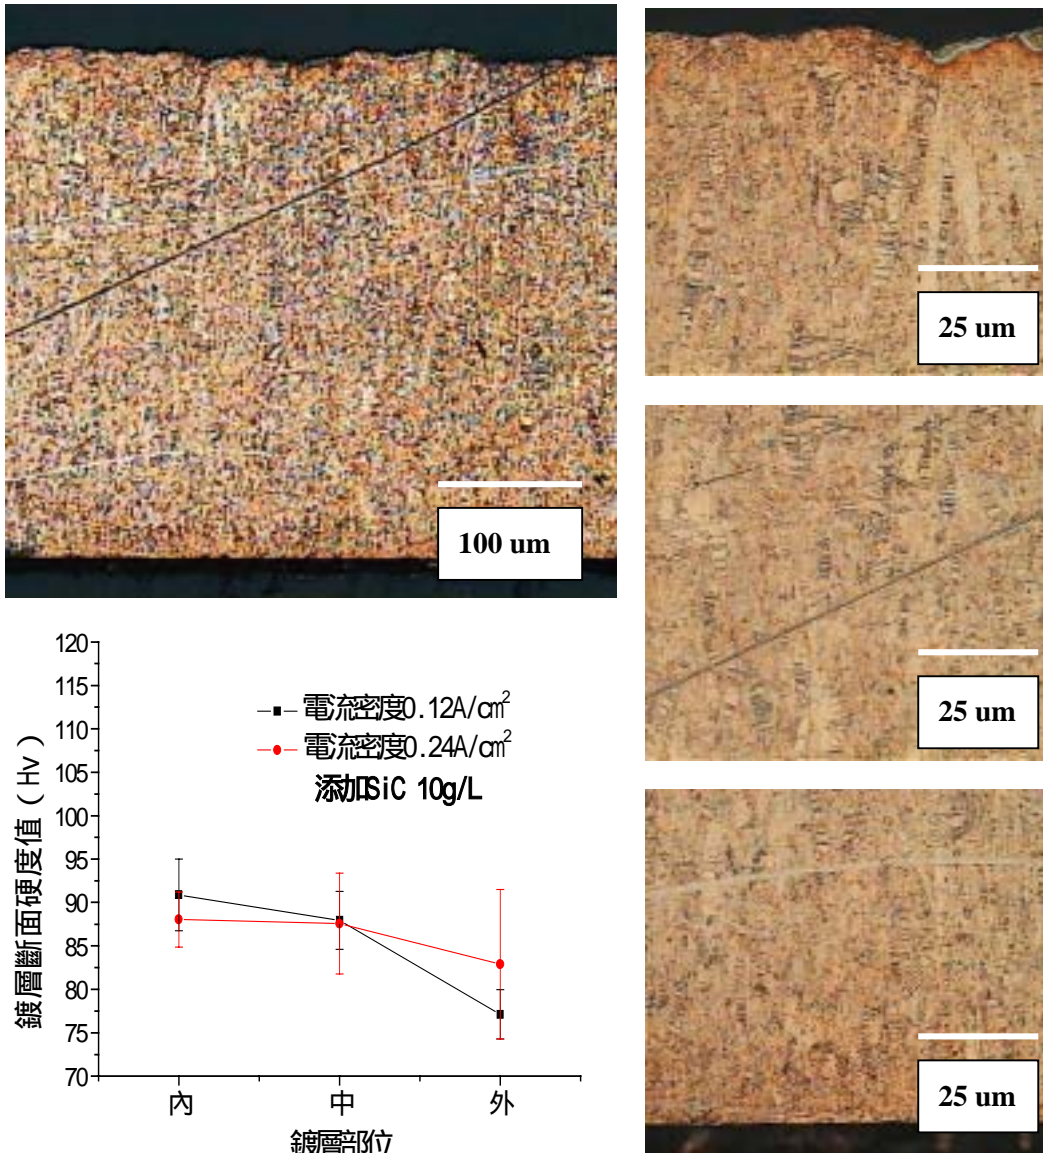 100 um
25 um
25 um
25 um
120
115
110
105
100
95
90
85
80
75
70
鍍層斷面硬度值(Hv)
電流密度0.12A/cm²
電流密度0.24A/cm²
添加SiC 10g/L
內 中 外
鍍層部位